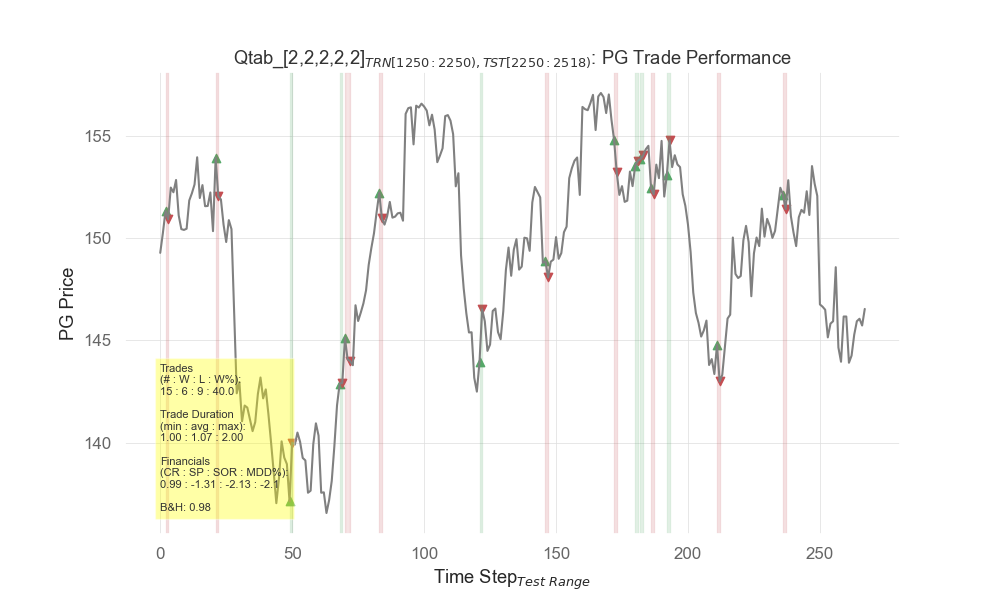 Qtab_[2,2,2,2,2]TRN[1250:2250),TST[2250:2518): PG Trade Performance
PG Price
155
150
145
140
Trades
(# : W : L : W%):
15 : 6 : 9 : 40.0
Trade Duration
(min : avg : max):
1.00 : 1.07 : 2.00
Financials
(CR : SP : SOR : MDD%):
0.99 : -1.31 : -2.13 : -2.1
B&H: 0.98
0 50 100 150 200 250
Time StepTest Range